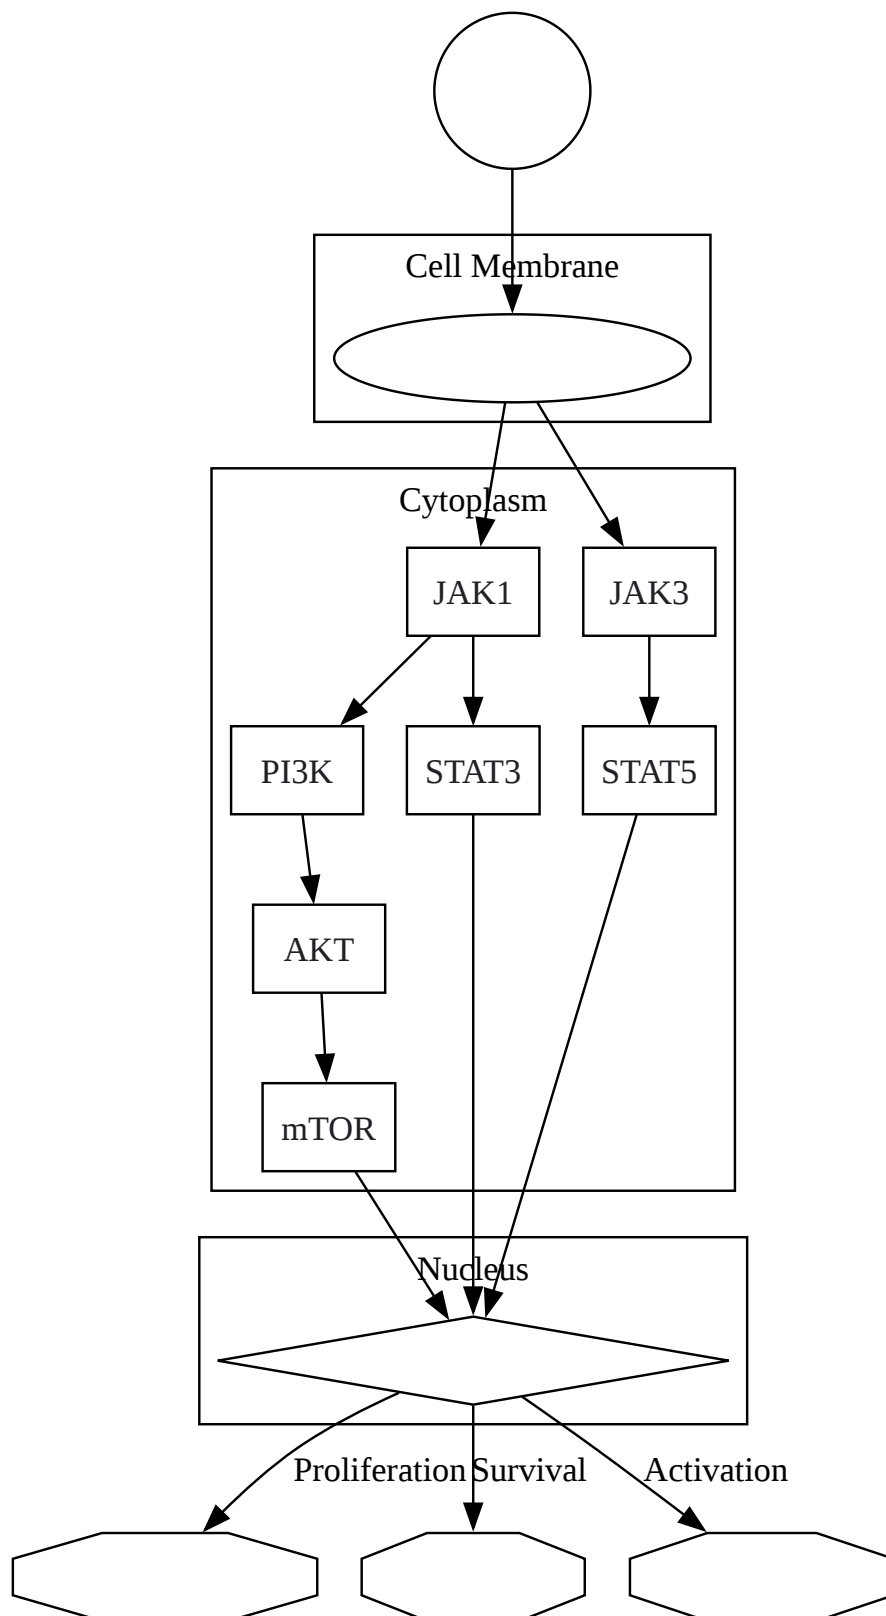 Cell Membrane
Cytoplasm
JAK1
JAK3
PI3K
STAT3
STAT5
AKT
mTOR
Nucleus
Proliferation
Survival
Activation